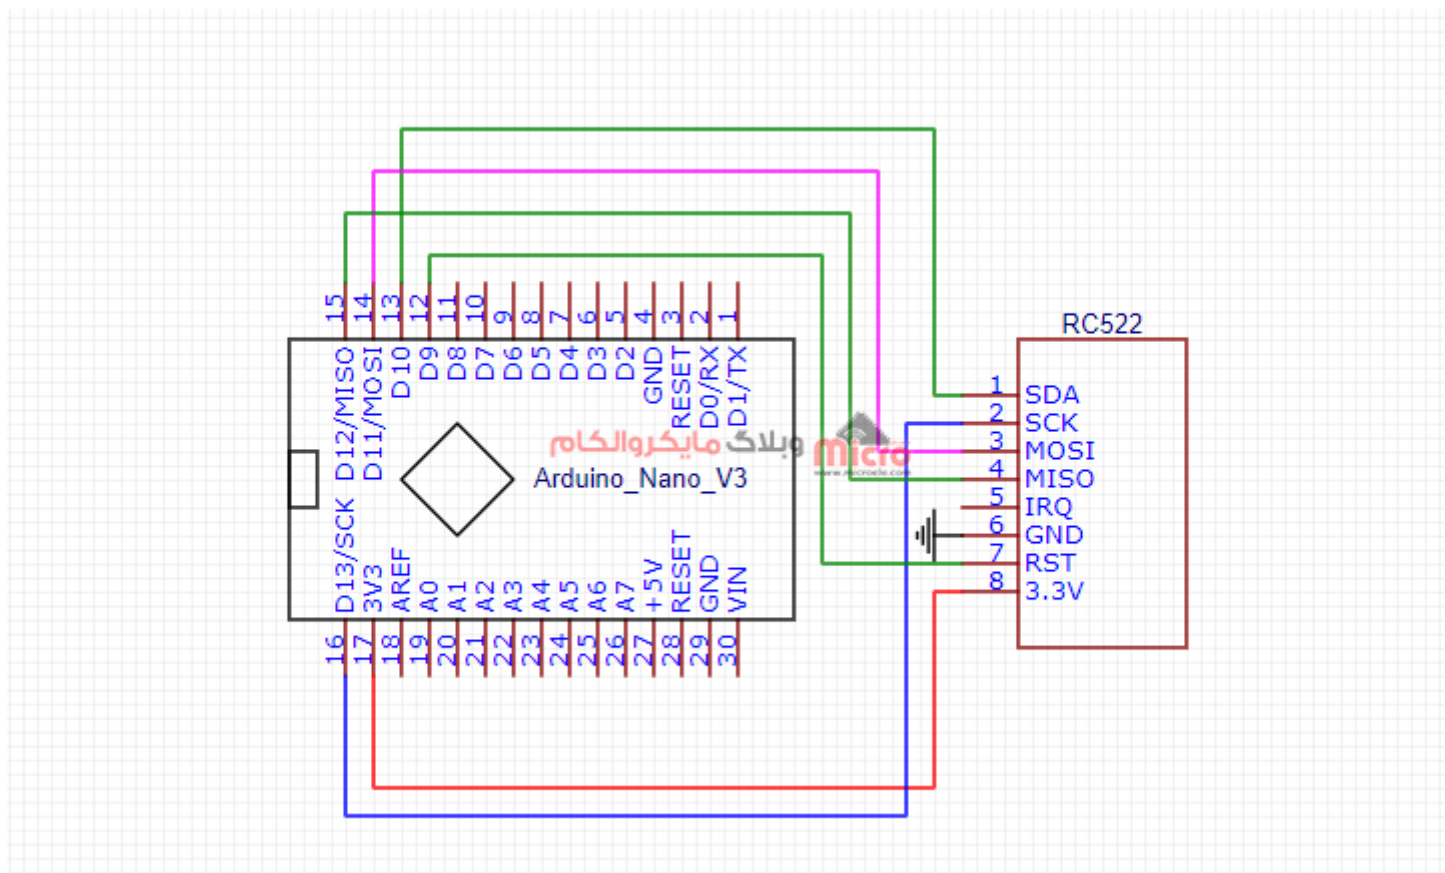 15 14 13 12 11 10 9 8 7 6 5 4 3 2 1
D12/MISO D11/MOSI D10 D9 D8 D7 D6 D5 D4 D3 D2 GND RESET D0/RX D1/TX
وبلاگ مایکروالکام
micro
www.microele.com
Arduino_Nano_V3
D13/SCK 3V3 AREF A0 A1 A2 A3 A4 A5 A6 A7 +5V RESET GND VIN
16 17 18 19 20 21 22 23 24 25 26 27 28 29 30
RC522
1 SDA
2 SCK
3 MOSI
4 MISO
5 IRQ
6 GND
7 RST
8 3.3V